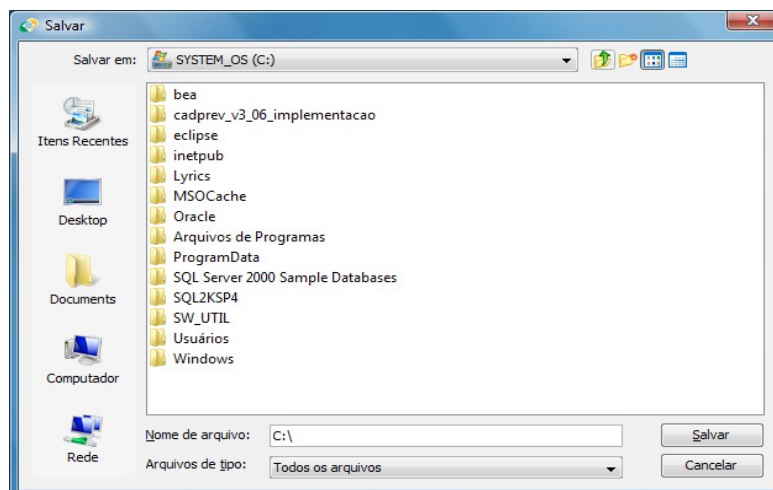 Salvar
Salvar em: SYSTEM_OS (C:)
bea
cadprev_v3_06_implementacao
eclipse
inetpub
Lyrics
MSOCache
Oracle
Arquivos de Programas
ProgramData
SQL Server 2000 Sample Databases
SQL2KSP4
SW_UTIL
Usuários
Windows
Itens Recentes
Desktop
Documents
Computador
Rede
Nome de arquivo: C:\
Salvar
Arquivos de tipo: Todos os arquivos
Cancelar